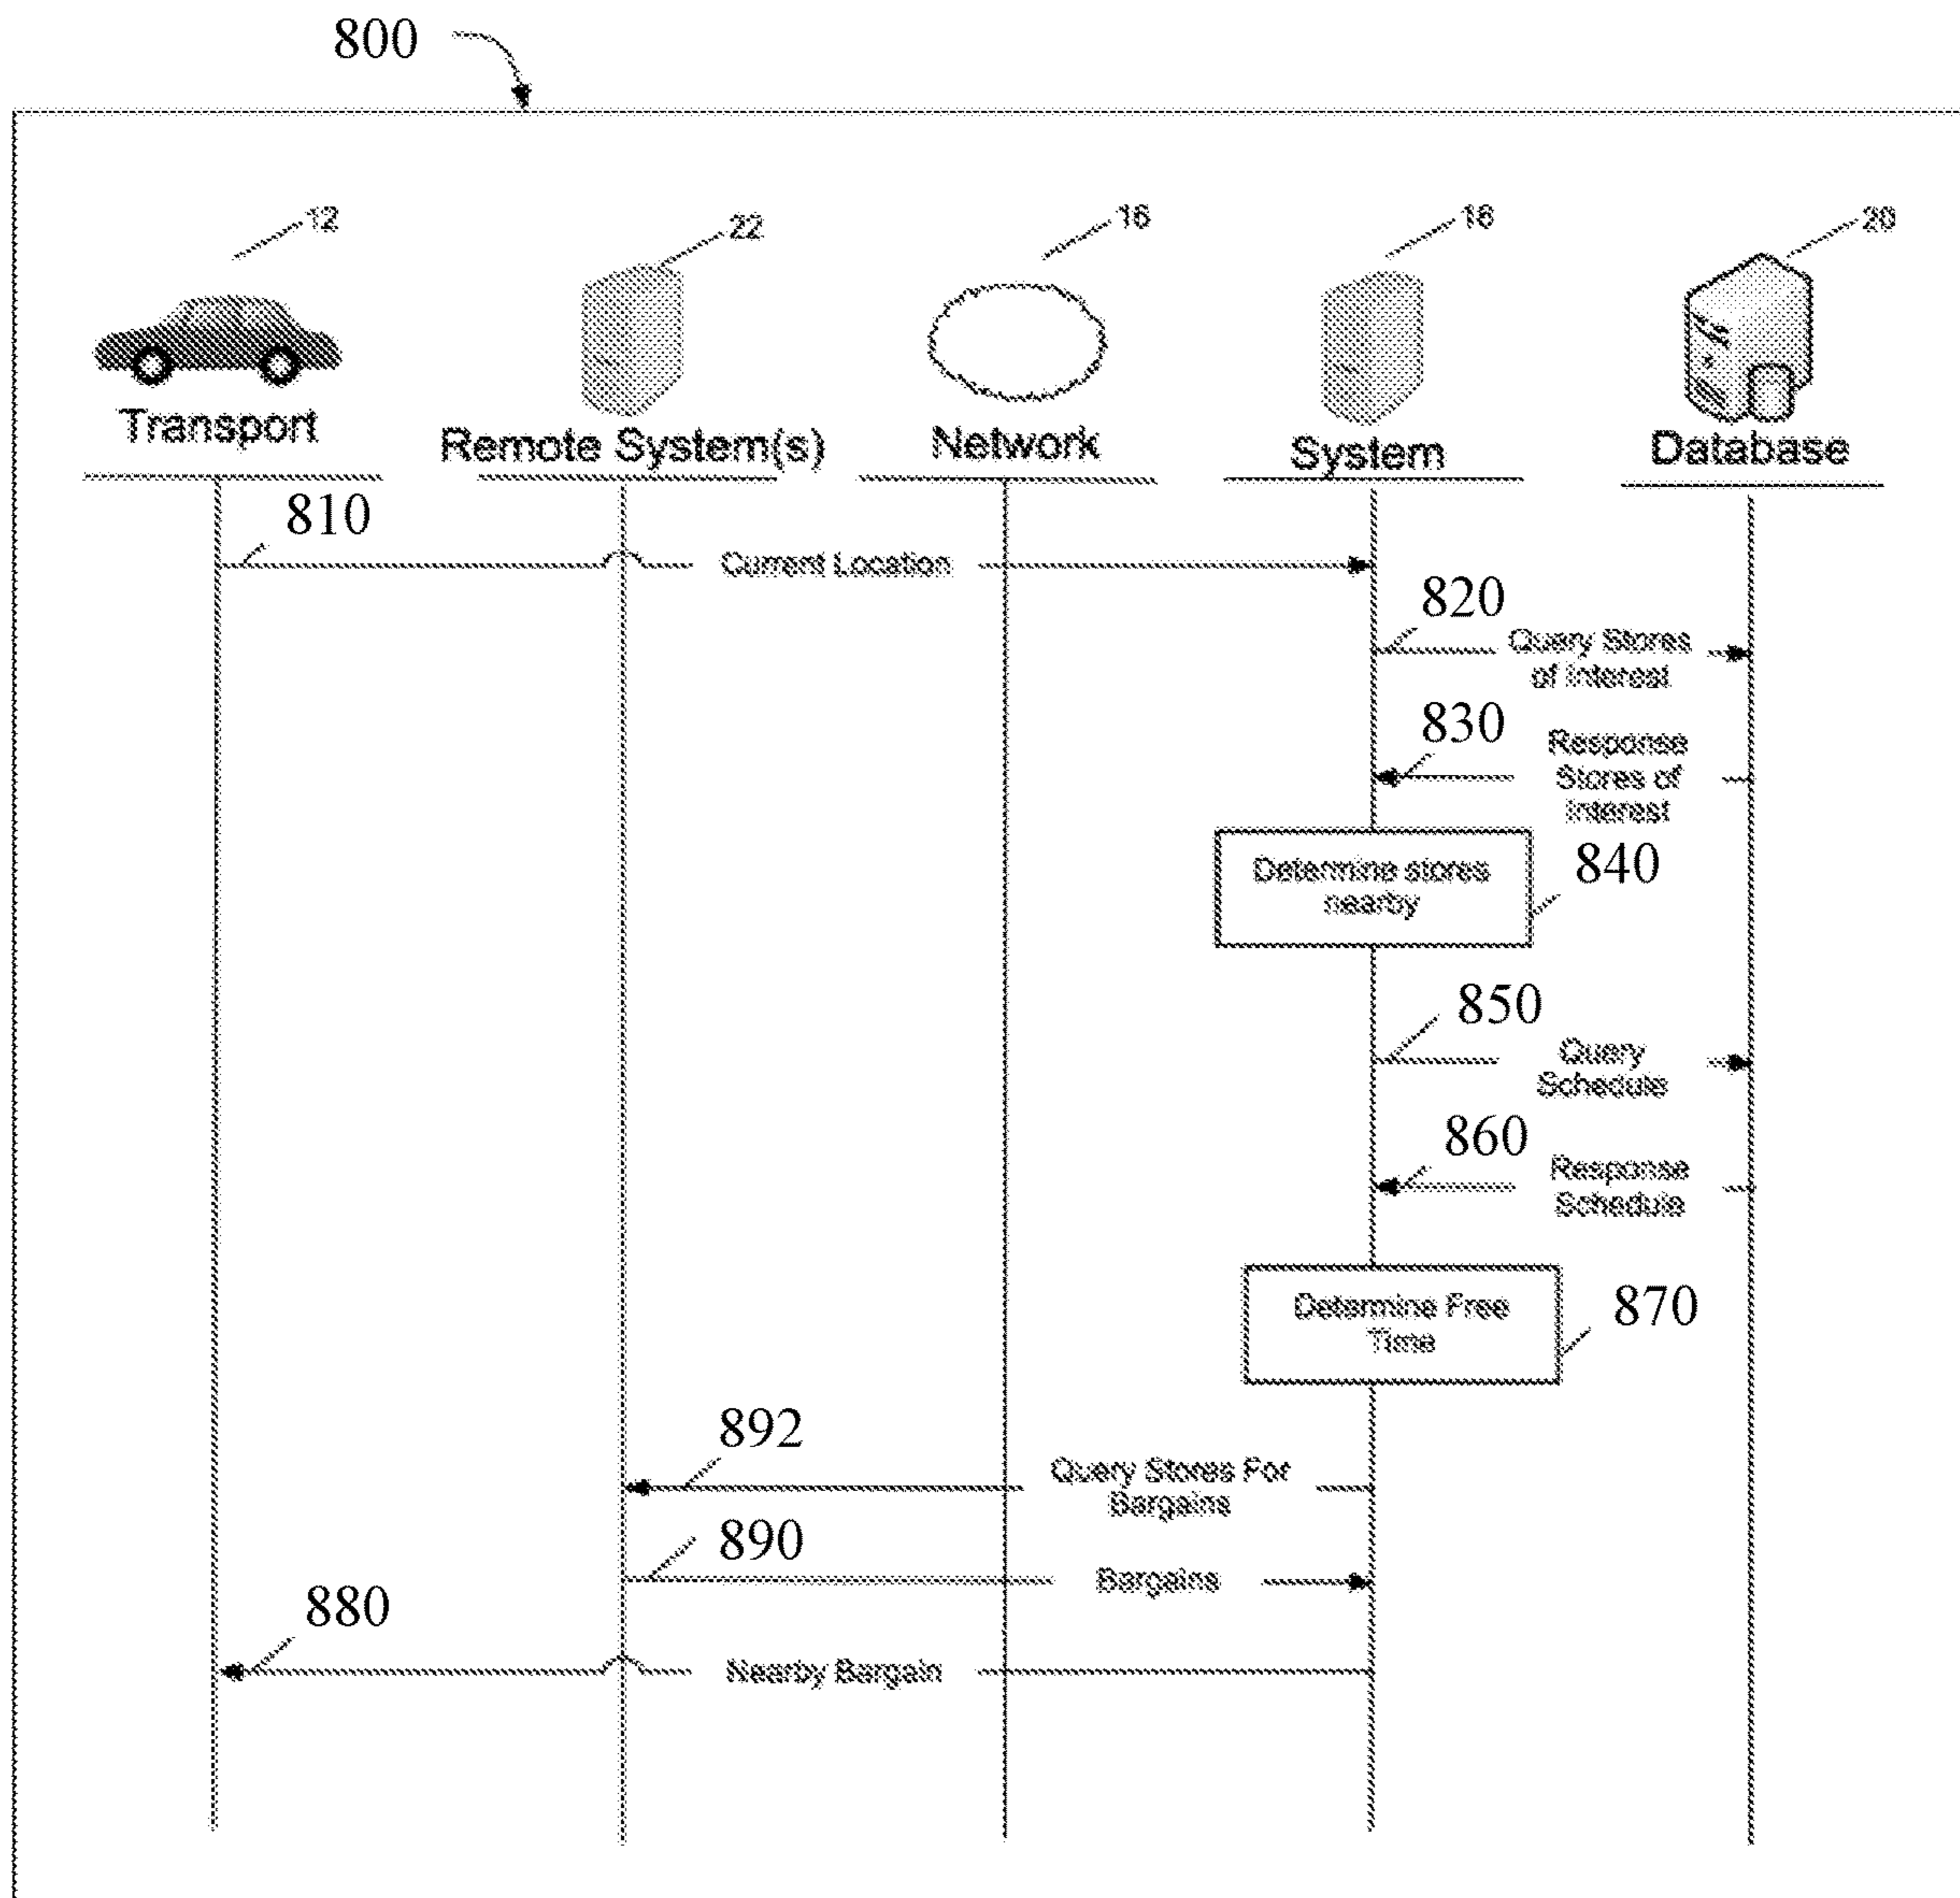 800
12
22
16
18
20
Transport
Remote System(s)
Network
System
Database
810
Current Location
820
Query Stores
of Interest
830
Response
Stores of
Interest
Determine stores
nearby
840
850
Query
Schedule
860
Response
Schedule
Determine Free
Time
870
892
Query Stores For
Bargains
890
Bargains
880
Nearby Bargain